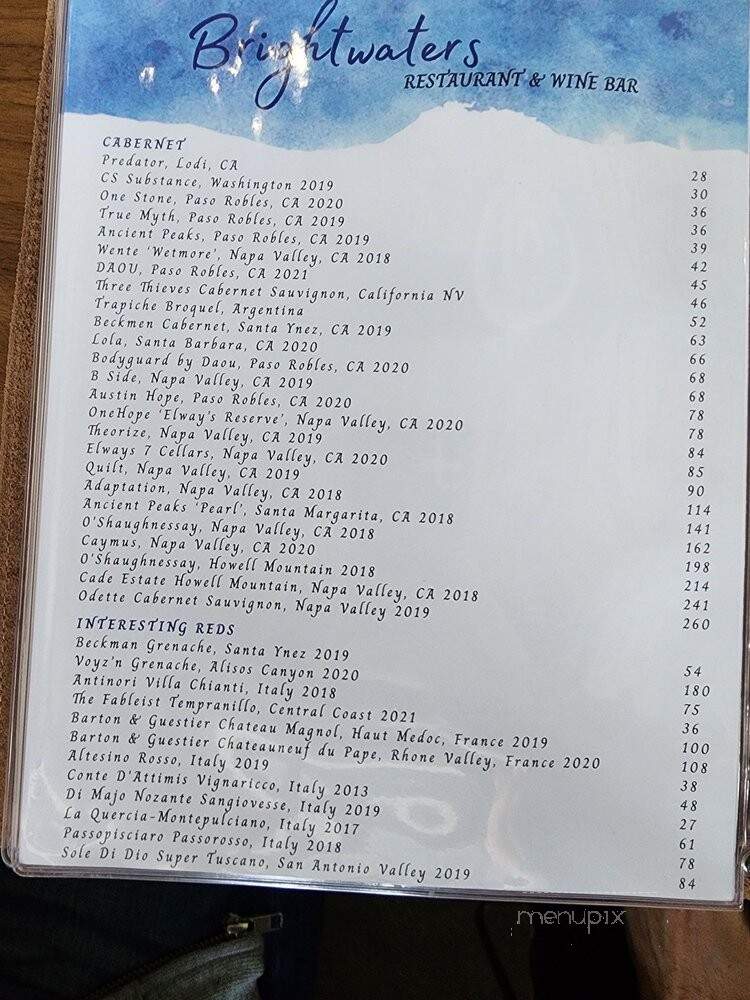 Brightwaters
RESTAURANT & WINE BAR
CABERNET
Predator, Lodi, CA 28
CS Substance, Washington 2019 30
One Stone, Paso Robles, CA 2020 36
True Myth, Paso Robles, CA 2019 36
Ancient Peaks, Paso Robles, CA 2019 39
Wente 'Wetmore', Napa Valley, CA 2018 42
DAOU, Paso Robles, CA 2021 45
Three Thieves Cabernet Sauvignon, California NV 46
Trapiche Broquel, Argentina 52
Beckmen Cabernet, Santa Ynez, CA 2019 63
Lola, Santa Barbara, CA 2020 66
Bodyguard by Daou, Paso Robles, CA 2020 68
B Side, Napa Valley, CA 2019 68
Austin Hope, Paso Robles, CA 2020 78
OneHope 'Elway's Reserve', Napa Valley, CA 2020 78
Theorize, Napa Valley, CA 2019 84
Elways 7 Cellars, Napa Valley, CA 2020 85
Quilt, Napa Valley, CA 2019 90
Adaptation, Napa Valley, CA 2018 114
Ancient Peaks 'Pearl', Santa Margarita, CA 2018 141
O'Shaughnessay, Napa Valley, CA 2018 162
Caymus, Napa Valley, CA 2020 198
O'Shaughnessay, Howell Mountain 2018 214
Cade Estate Howell Mountain, Napa Valley, CA 2018 241
Odette Cabernet Sauvignon, Napa Valley 2019 260
INTERESTING REDS
Beckman Grenache, Santa Ynez 2019 54
Voyz'n Grenache, Alisos Canyon 2020 180
Antinori Villa Chianti, Italy 2018 75
The Fableist Tempranillo, Central Coast 2021 36
Barton & Guestier Chateau Magnol, Haut Medoc, France 2019 100
Barton & Guestier Chateauneuf du Pape, Rhone Valley, France 2020 108
Altesino Rosso, Italy 2019 38
Conte D'Attimis Vignaricco, Italy 2013 48
Di Majo Nozante Sangiovesse, Italy 2019 27
La Quercia-Montepulciano, Italy 2017 61
Passopisciaro Passorosso, Italy 2018 78
Sole Di Dio Super Tuscano, San Antonio Valley 2019 84
menupix